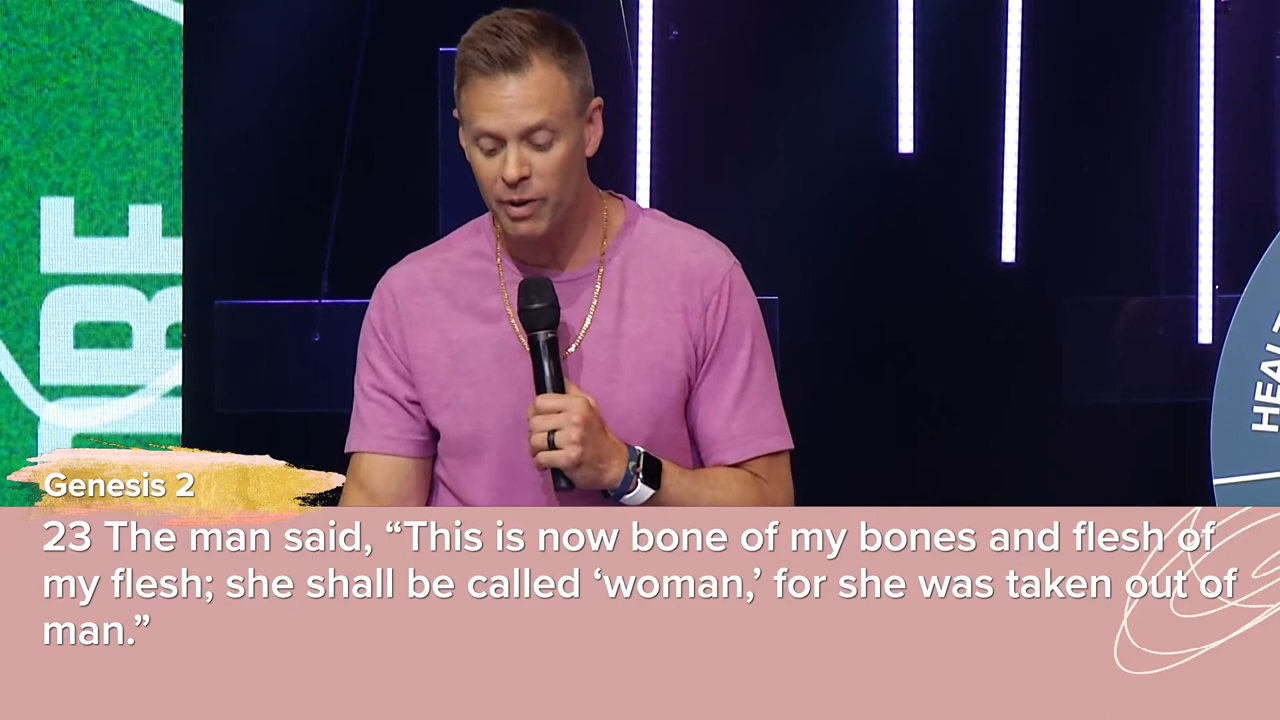 Genesis 2
23 The man said, “This is now bone of my bones and flesh of
my flesh; she shall be called ‘woman,’ for she was taken out of
man.”